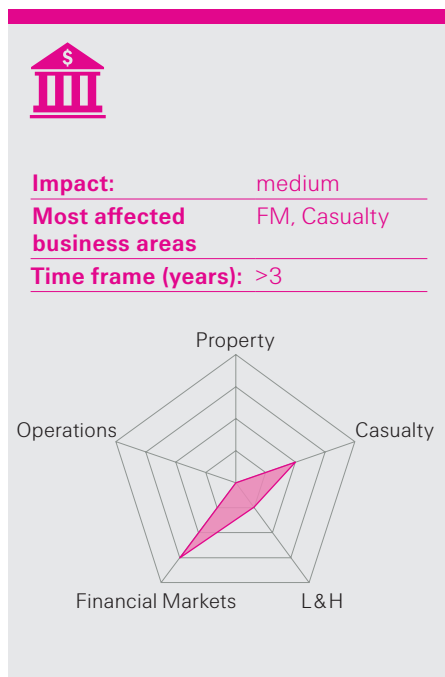 $
Impact: medium
Most affected FM, Casualty
business areas
Time frame (years): >3
Property
Operations Casualty
Financial Markets L&H